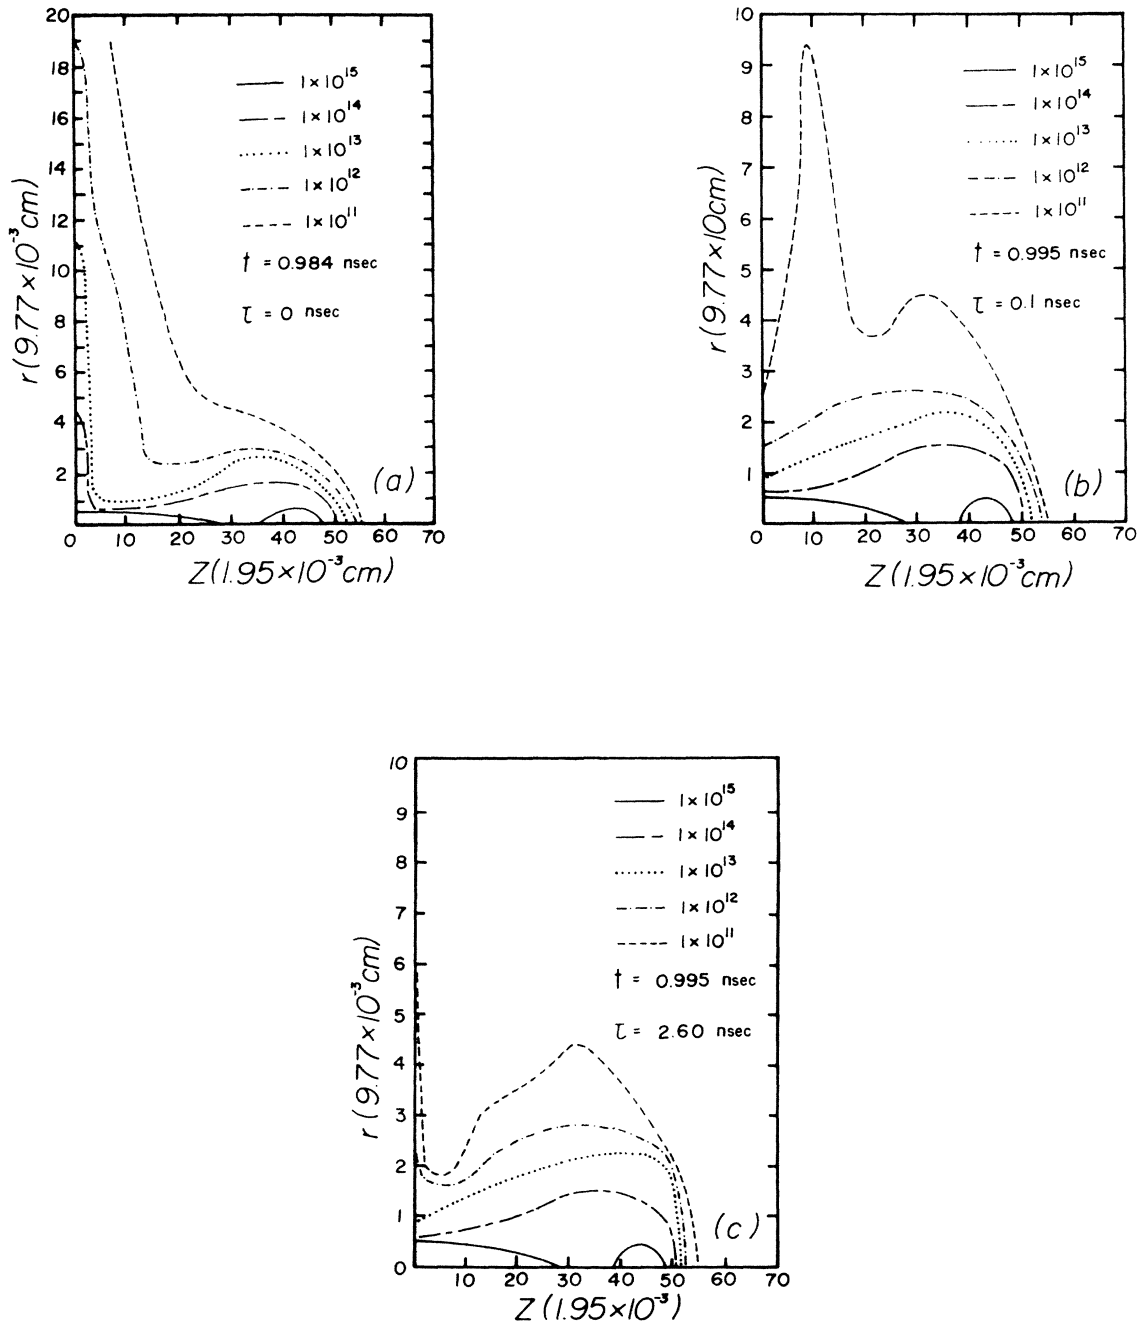 20
18
16
14
12
10
8
6
4
2
0 10 20 30 40 50 60 70
r(9.77×10⁻³cm)
Z(1.95×10⁻³cm)
1×10¹⁵
1×10¹⁴
1×10¹³
1×10¹²
1×10¹¹
t = 0.984 nsec
τ = 0 nsec
(a)
10
9
8
7
6
5
4
3
2
1
0 10 20 30 40 50 60 70
r(9.77×10cm)
Z(1.95×10⁻³cm)
1×10¹⁵
1×10¹⁴
1×10¹³
1×10¹²
1×10¹¹
t = 0.995 nsec
τ = 0.1 nsec
(b)
10
9
8
7
6
5
4
3
2
1
0 10 20 30 40 50 60 70
r(9.77×10⁻³cm)
Z(1.95×10⁻³)
1×10¹⁵
1×10¹⁴
1×10¹³
1×10¹²
1×10¹¹
t = 0.995 nsec
τ = 2.60 nsec
(c)